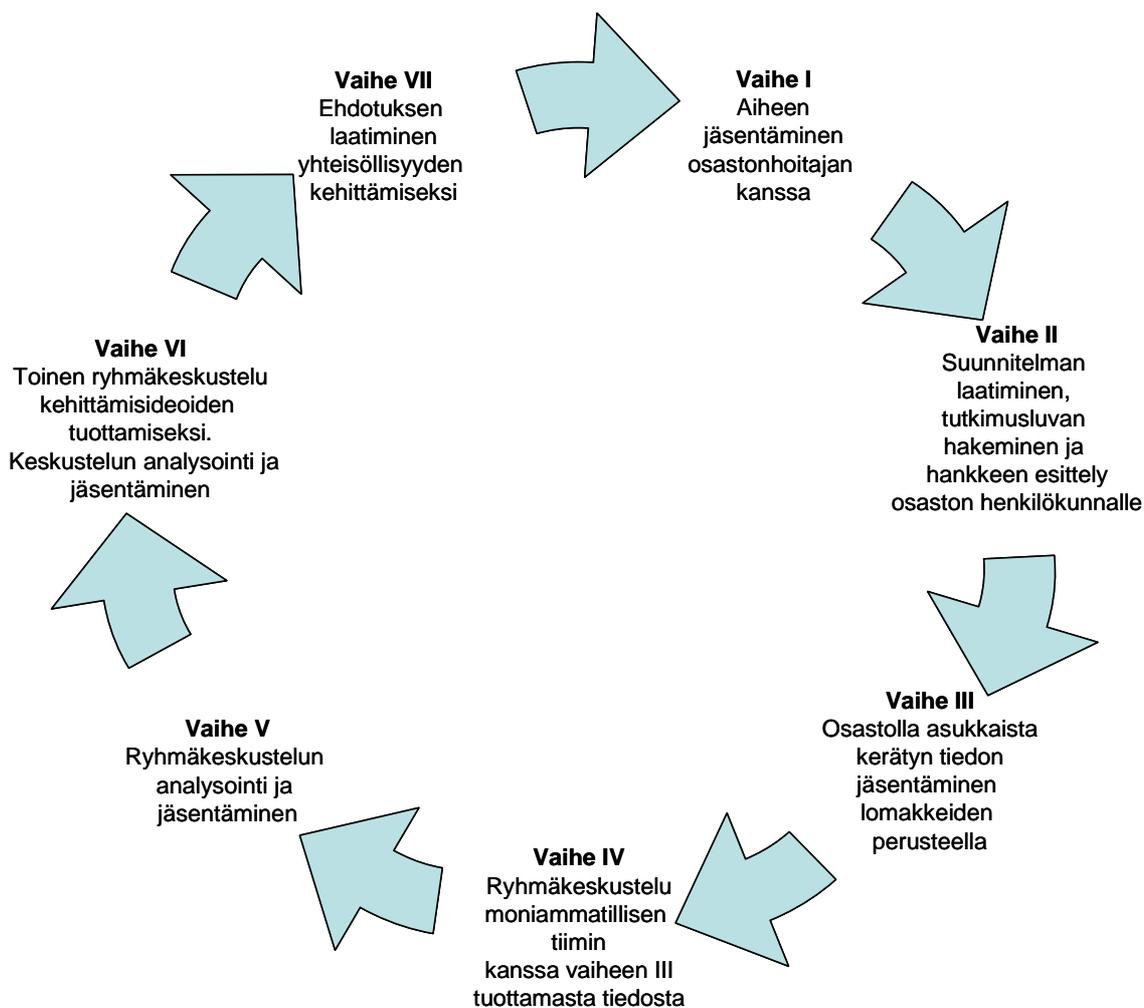 Vaihe I
Aiheen
jäsentäminen
osastonhoitajan
kanssa
Vaihe II
Suunnitelman
laatiminen,
tutkimusluvan
hakeminen ja
hankkeen esittely
osaston henkilökunnalle
Vaihe III
Osastolla asukkaista
kerätyn tiedon
jäsentäminen
lomakkeiden
perusteella
Vaihe IV
Ryhmäkeskustelu
moniammatillisen
tiimin
kanssa vaiheen III
tuottamasta tiedosta
Vaihe V
Ryhmäkeskustelun
analysointi ja
jäsentäminen
Vaihe VI
Toinen ryhmäkeskustelu
kehittämisideoiden
tuottamiseksi.
Keskustelun analysointi ja
jäsentäminen
Vaihe VII
Ehdotuksen
laatiminen
yhteisöllisyyden
kehittämiseksi